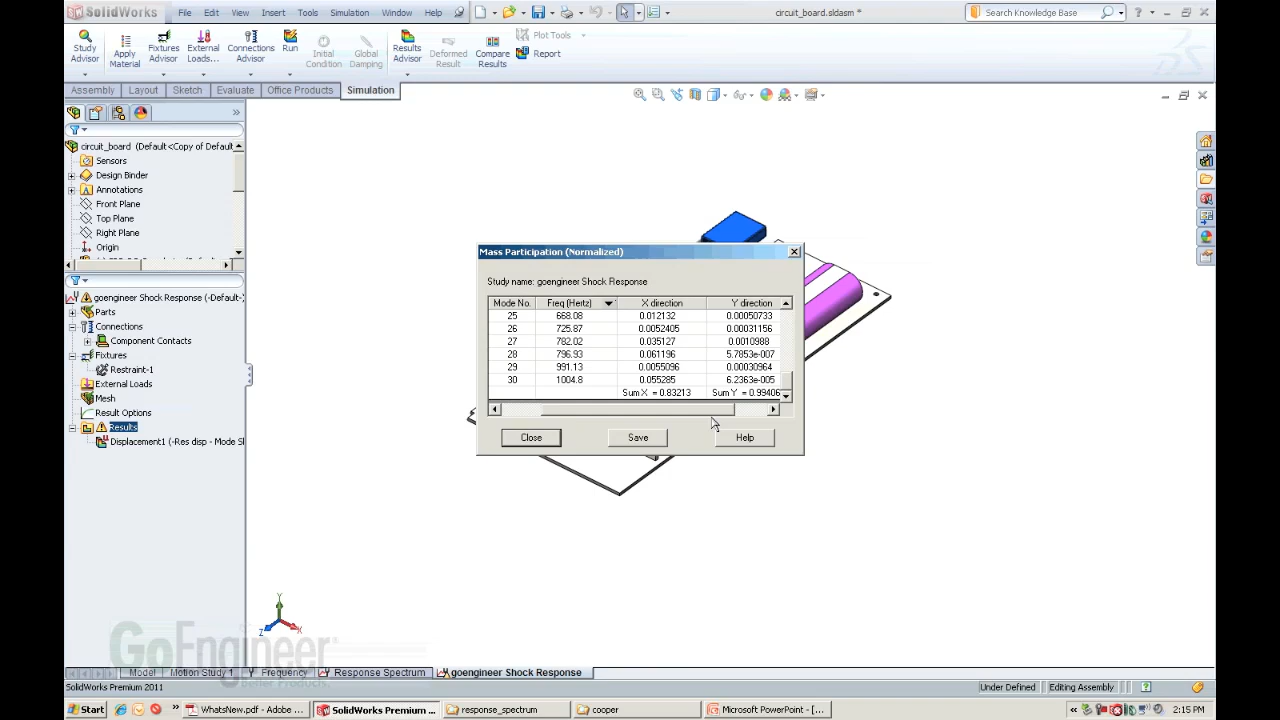 SolidWorks File Edit View Insert Tools Simulation Window Help circuit_board.sldasm * Search Knowledge Base
Study Advisor Apply Material Fixtures Advisor External Loads... Connections Advisor Run Initial Condition Global Damping Results Advisor Deformed Result Compare Results Plot Tools Report
Assembly Layout Sketch Evaluate Office Products Simulation
circuit_board (Default<Copy of Default
Sensors
Design Binder
Annotations
Front Plane
Top Plane
Right Plane
Origin
goengineer Shock Response (-Default-)
Parts
Connections
Component Contacts
Fixtures
Restraint-1
External Loads
Mesh
Result Options
Results
Displacement1 (-Res disp - Mode S
Mass Participation (Normalized)
Study name: goengineer Shock Response
Mode No. Freq (Hertz) X direction Y direction
25 668.08 0.012132 0.00050733
26 725.87 0.0052405 0.00031156
27 782.02 0.035127 0.0010988
28 796.93 0.061196 5.7853e-007
29 991.13 0.0055096 0.00030964
30 1004.8 0.055285 6.2363e-005
Sum X = 0.83213 Sum Y = 0.99406
Close Save Help
Y
Z X
GoEngineer
Better Products.
Model Motion Study 1 Frequency Response Spectrum goengineer Shock Response
SolidWorks Premium 2011 Under Defined Editing Assembly
Start WhatsNew.pdf - Adobe ... SolidWorks Premium ... response_spectrum cooper Microsoft PowerPoint - [... 2:15 PM